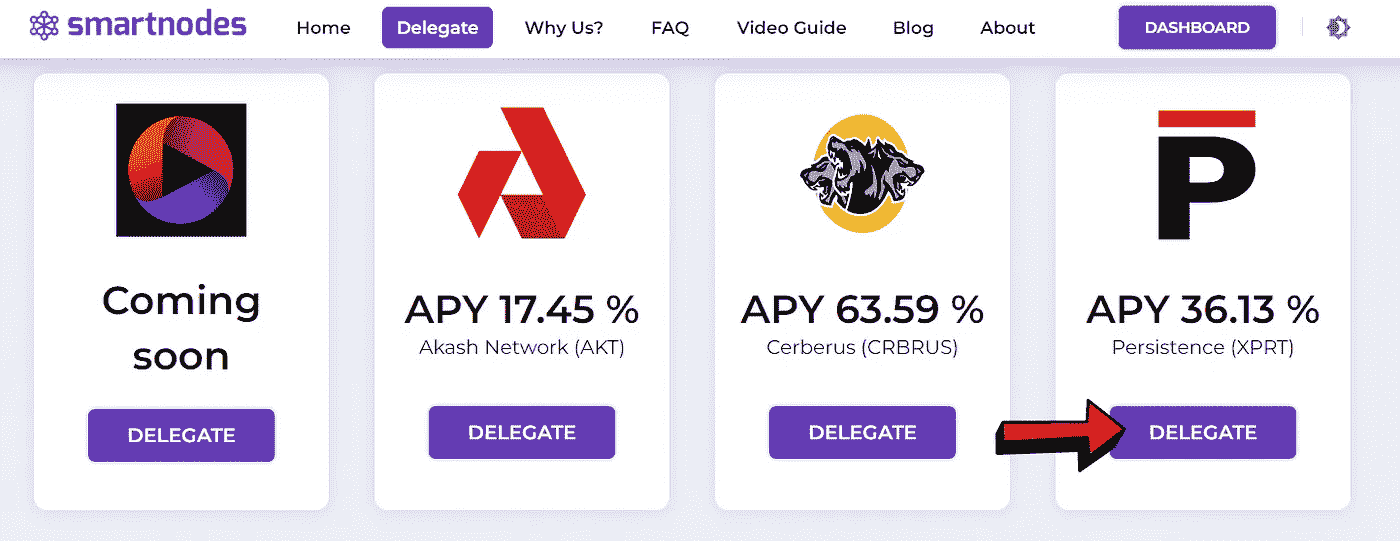 smartnodes Home Delegate Why Us? FAQ Video Guide Blog About DASHBOARD
Coming
soon
DELEGATE
APY 17.45 %
Akash Network (AKT)
DELEGATE
APY 63.59 %
Cerberus (CRBRUS)
DELEGATE
P
APY 36.13 %
Persistence (XPRT)
DELEGATE